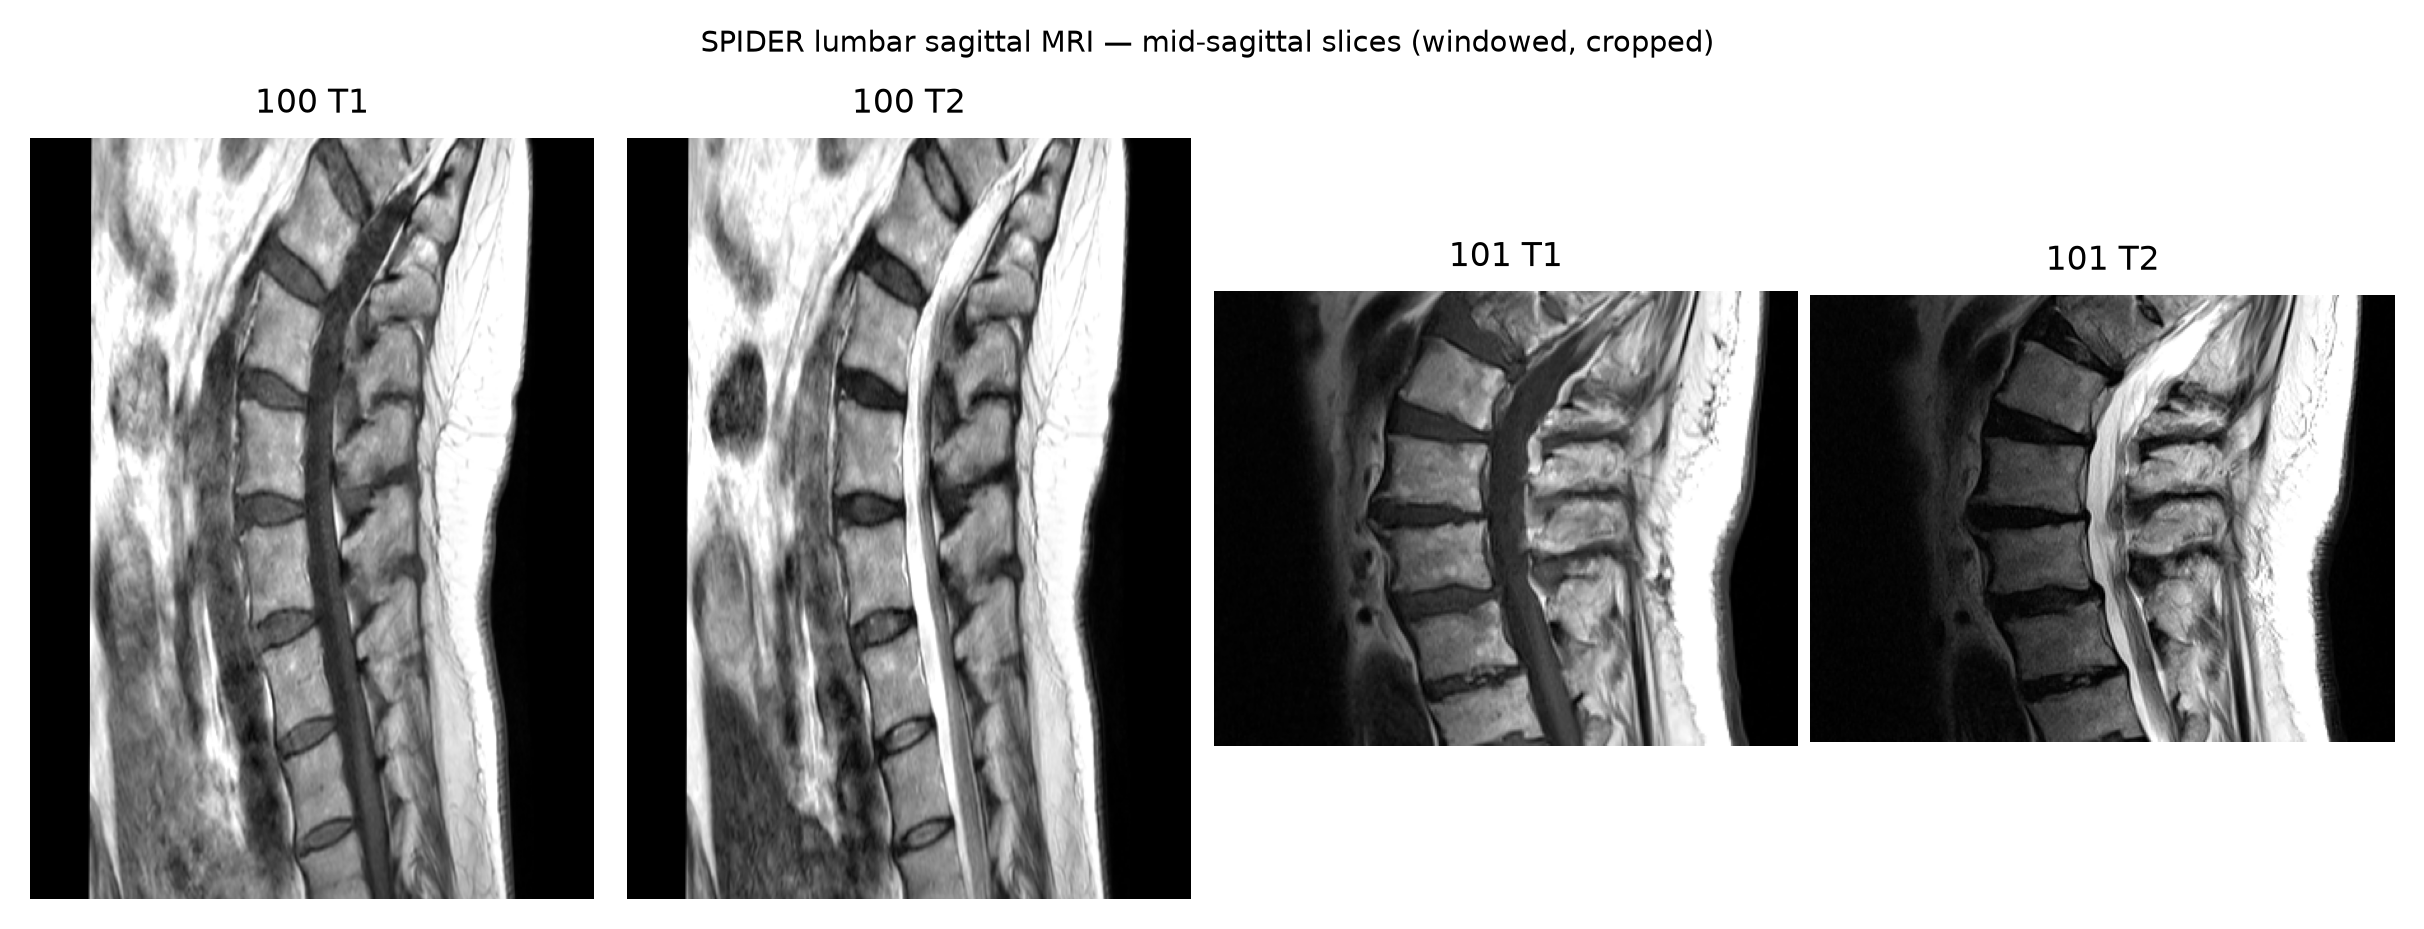 SPIDER lumbar sagittal MRI — mid-sagittal slices (windowed, cropped)
100 T1
100 T2
101 T1
101 T2